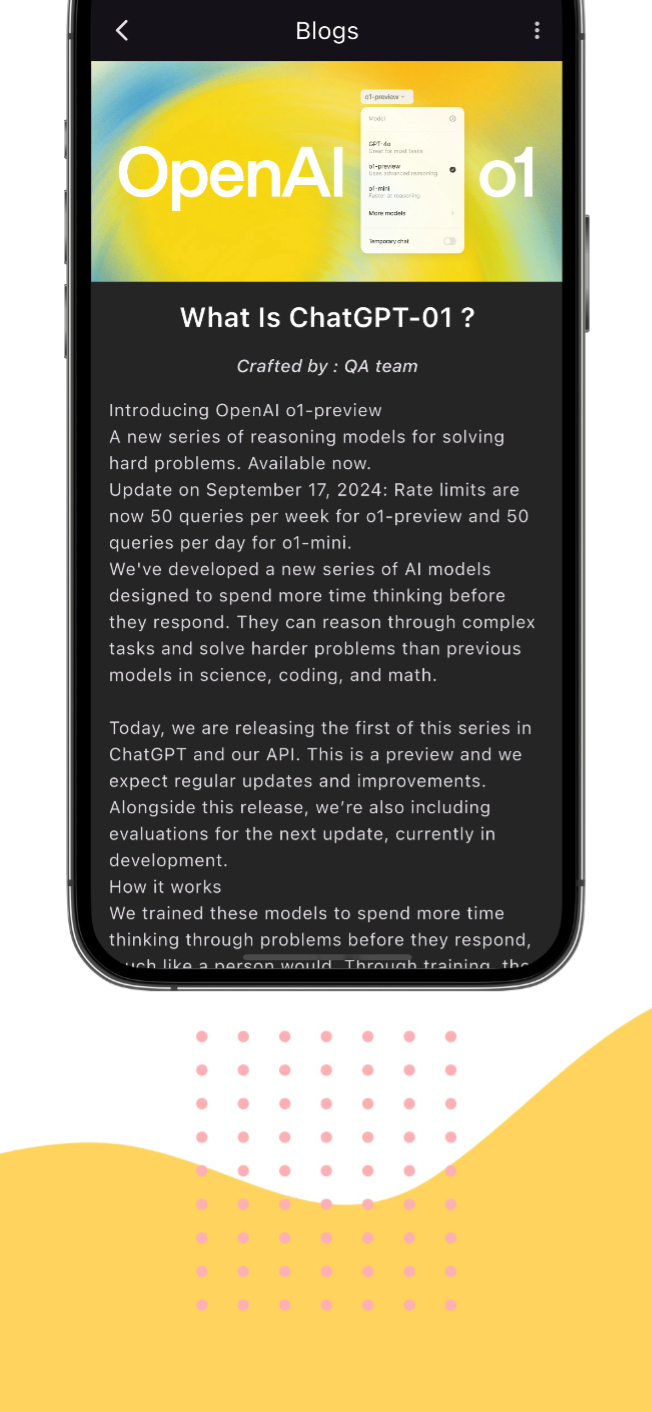 Blogs
OpenAI
o1-preview
Model
GPT-4o
Great for most tasks
o1-preview
Uses advanced reasoning
o1-mini
Faster at reasoning
More models
Temporary chat
o1
What Is ChatGPT-01 ?
Crafted by : QA team
Introducing OpenAI o1-preview
A new series of reasoning models for solving
hard problems. Available now.
Update on September 17, 2024: Rate limits are
now 50 queries per week for o1-preview and 50
queries per day for o1-mini.
We've developed a new series of AI models
designed to spend more time thinking before
they respond. They can reason through complex
tasks and solve harder problems than previous
models in science, coding, and math.
Today, we are releasing the first of this series in
ChatGPT and our API. This is a preview and we
expect regular updates and improvements.
Alongside this release, we’re also including
evaluations for the next update, currently in
development.
How it works
We trained these models to spend more time
thinking through problems before they respond,
much like a person would. Through training, the